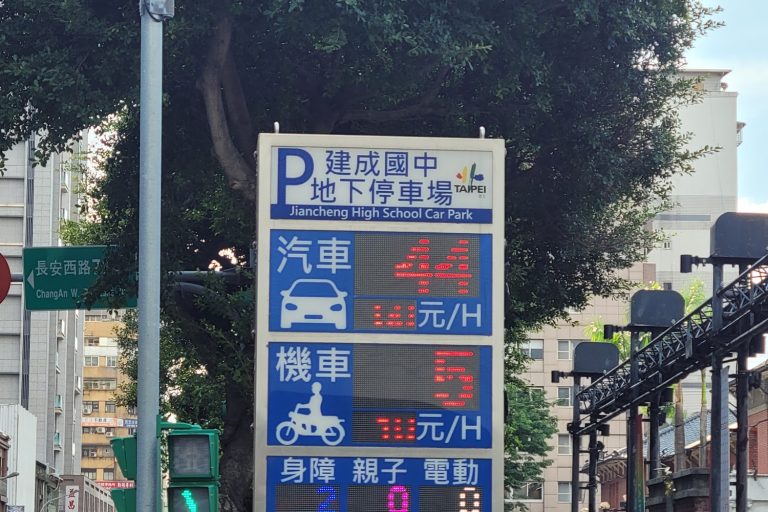 P
建成國中
地下停車場
TAIPEI
Jiancheng High School Car Park
汽車
44
元/H
機車
5
元/H
身障 親子 電動
2 0 0
長安西路
ChangAn W.